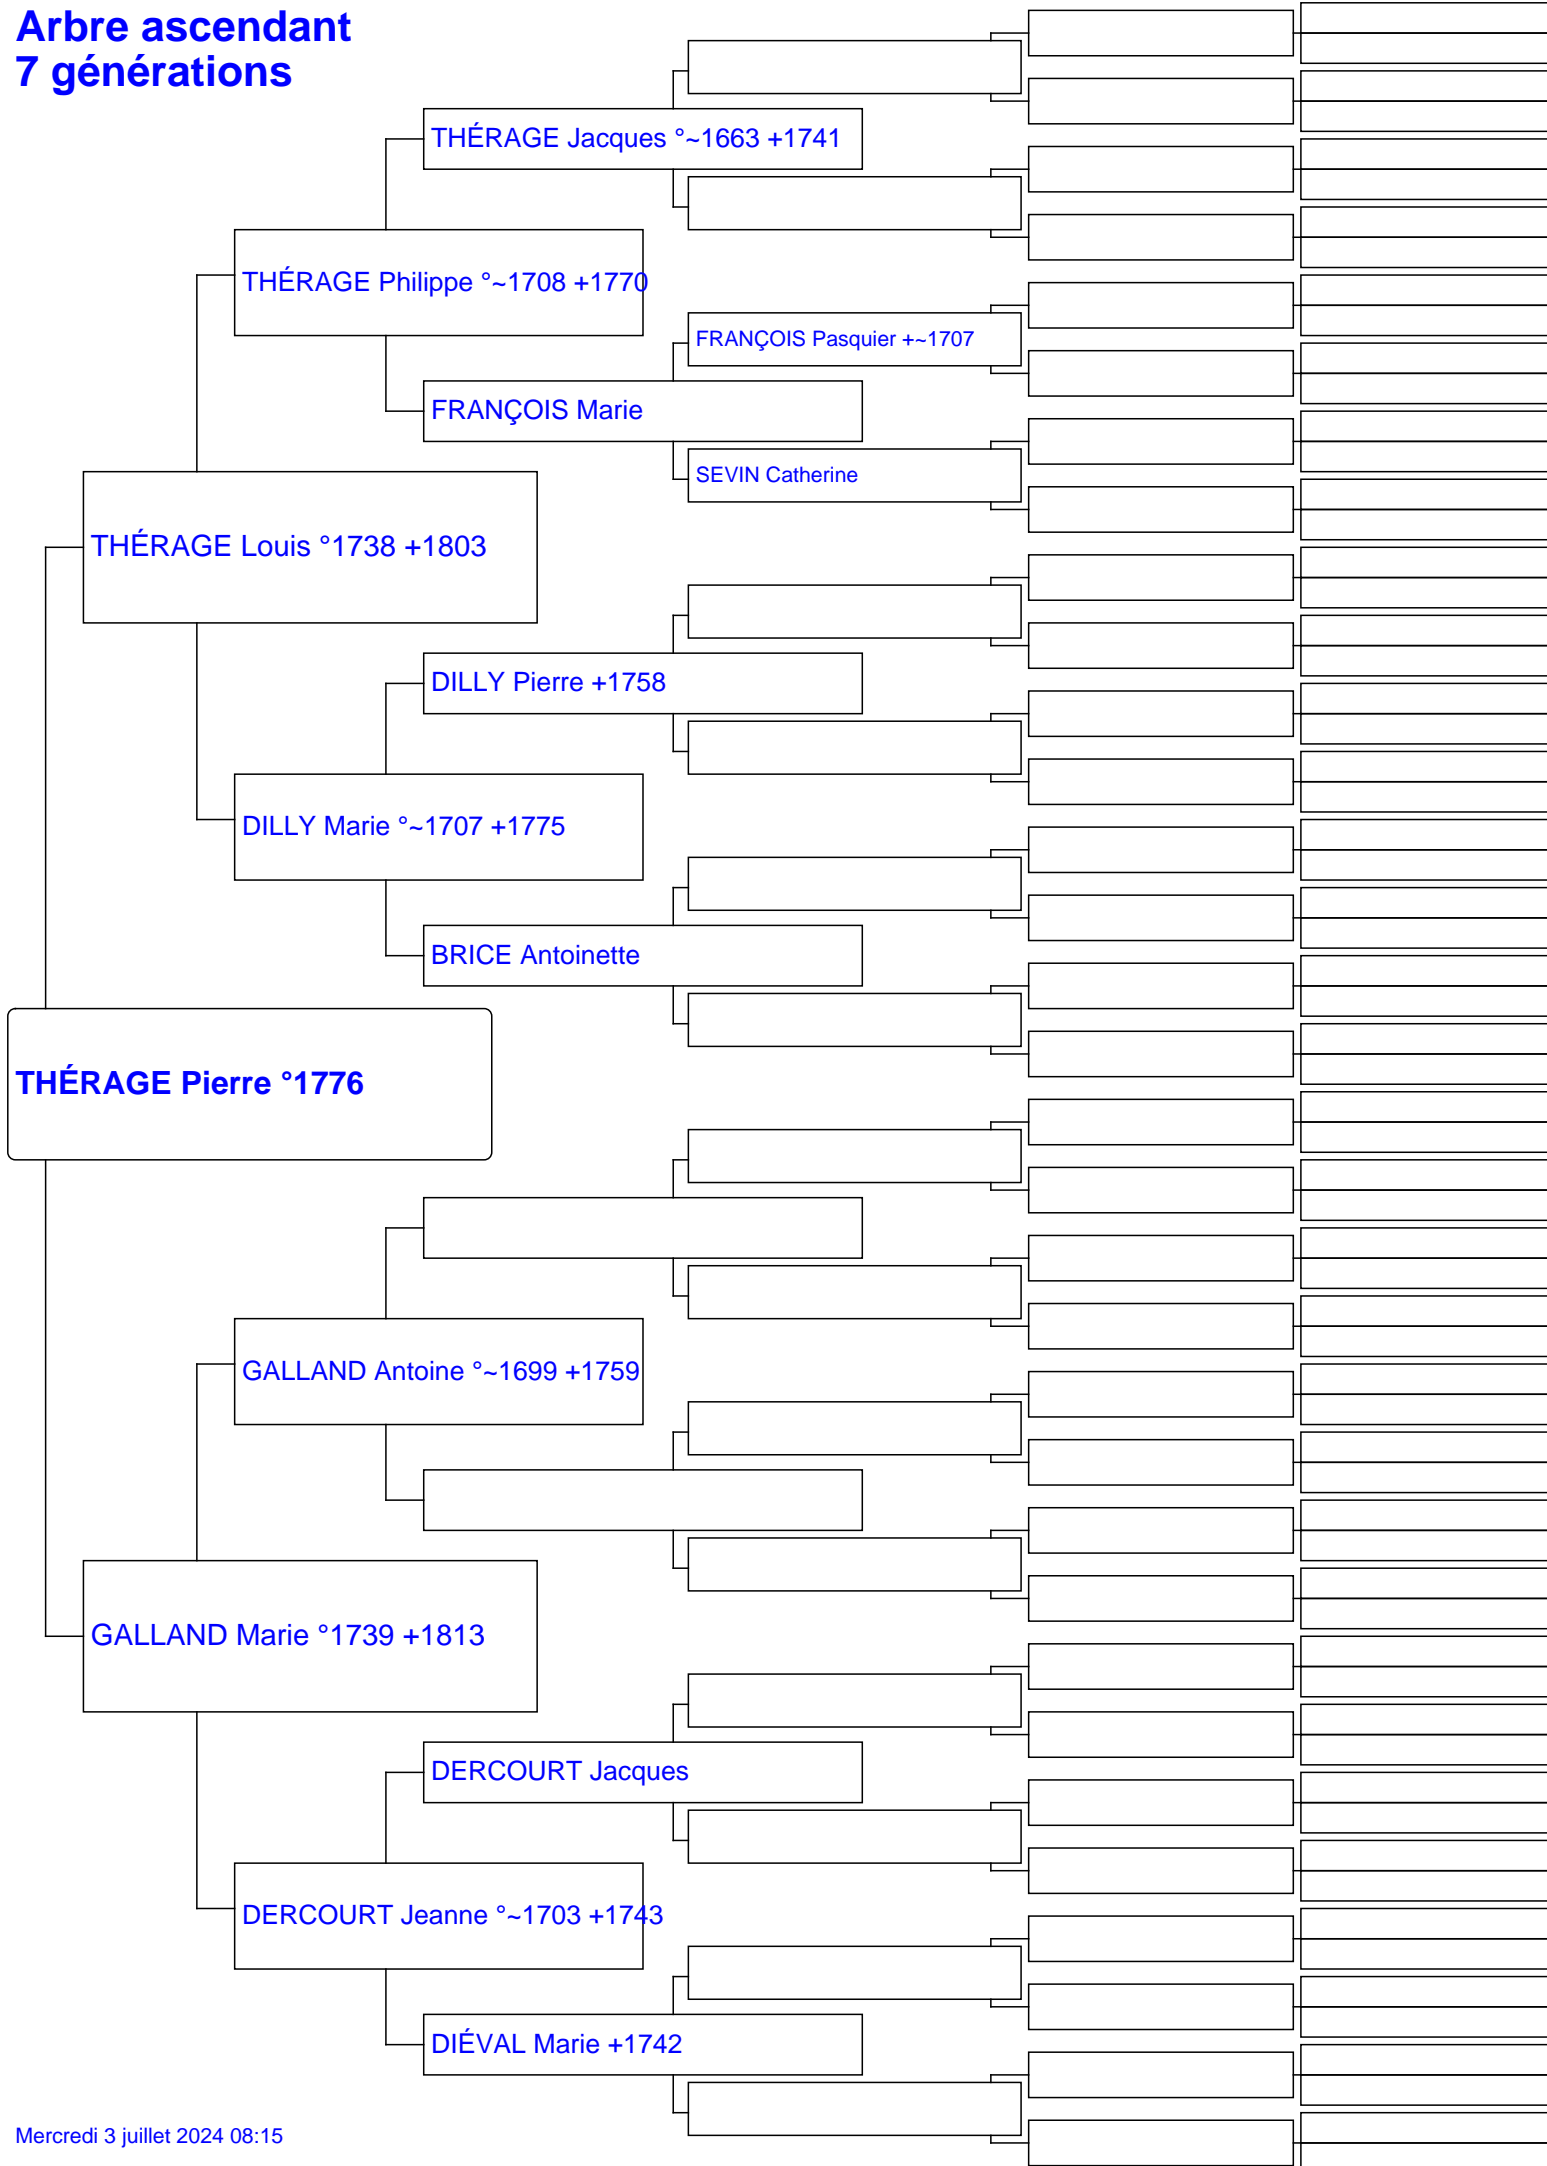 Arbre ascendant
7 générations
THÉRAGE Jacques °~1663 +1741
THÉRAGE Philippe °~1708 +1770
FRANÇOIS Pasquier +~1707
FRANÇOIS Marie
SEVIN Catherine
THÉRAGE Louis °1738 +1803
DILLY Pierre +1758
DILLY Marie °~1707 +1775
BRICE Antoinette
THÉRAGE Pierre °1776
GALLAND Antoine °~1699 +1759
GALLAND Marie °1739 +1813
DERCOURT Jacques
DERCOURT Jeanne °~1703 +1743
DIÉVAL Marie +1742
Mercredi 3 juillet 2024 08:15